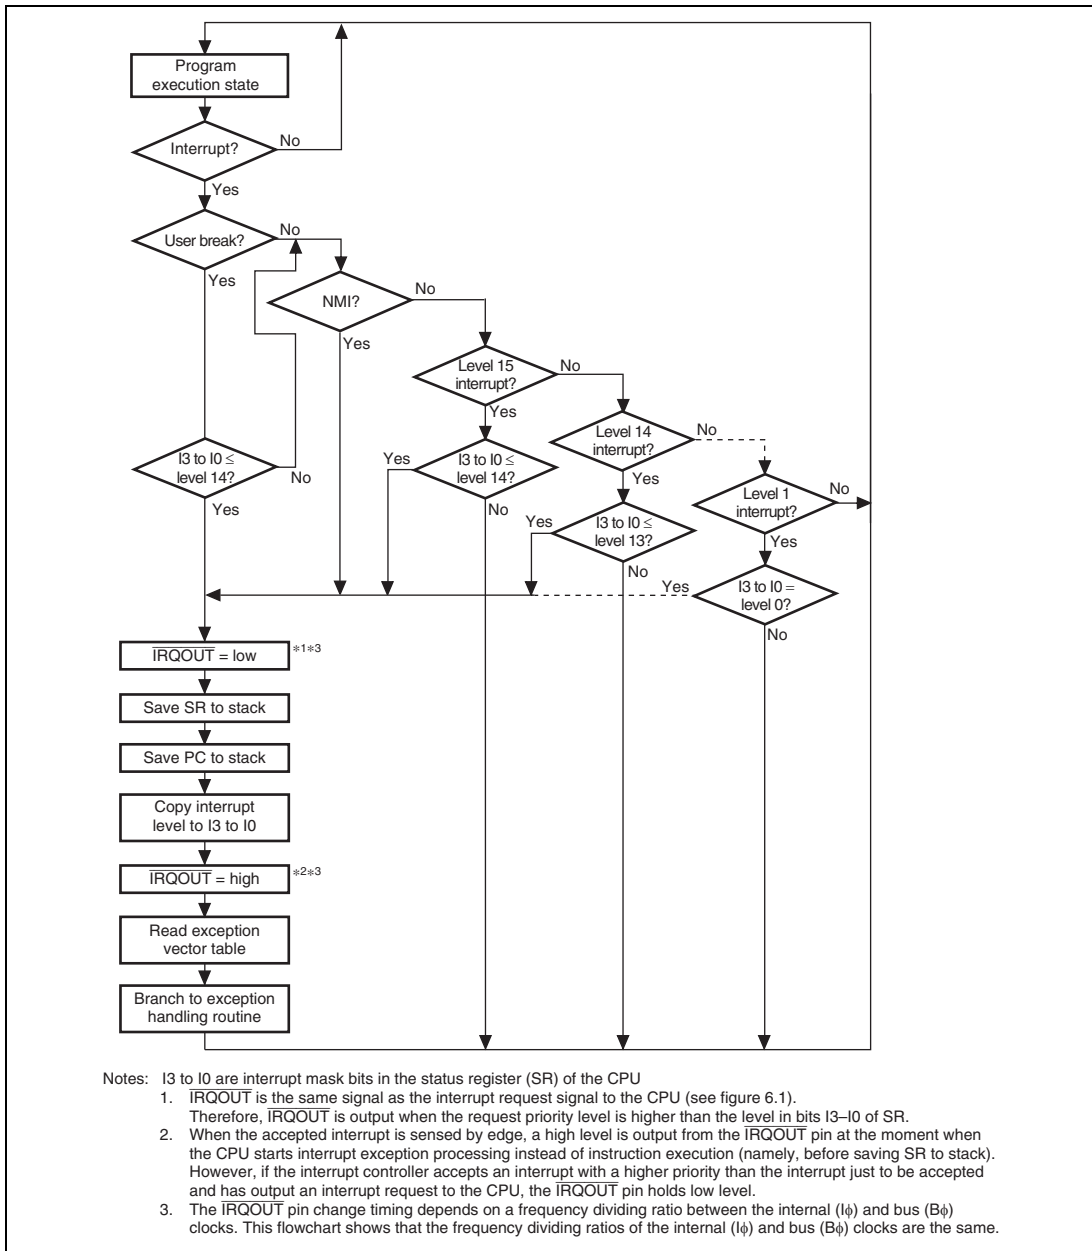 Program
execution state
Interrupt?
No
Yes
User break?
No
Yes
NMI?
No
Yes
Level 15
interrupt?
No
Yes
Level 14
interrupt?
No
Yes
I3 to I0 ≤
level 14?
No
Yes
Yes
I3 to I0 ≤
level 14?
No
Level 1
interrupt?
No
Yes
Yes
I3 to I0 ≤
level 13?
No
Yes
I3 to I0 =
level 0?
No
IRQOUT = low *1*3
Save SR to stack
Save PC to stack
Copy interrupt
level to I3 to I0
IRQOUT = high *2*3
Read exception
vector table
Branch to exception
handling routine
Notes: I3 to I0 are interrupt mask bits in the status register (SR) of the CPU
1. IRQOUT is the same signal as the interrupt request signal to the CPU (see figure 6.1).
Therefore, IRQOUT is output when the request priority level is higher than the level in bits I3–I0 of SR.
2. When the accepted interrupt is sensed by edge, a high level is output from the IRQOUT pin at the moment when
the CPU starts interrupt exception processing instead of instruction execution (namely, before saving SR to stack).
However, if the interrupt controller accepts an interrupt with a higher priority than the interrupt just to be accepted
and has output an interrupt request to the CPU, the IRQOUT pin holds low level.
3. The IRQOUT pin change timing depends on a frequency dividing ratio between the internal (Iϕ) and bus (Bϕ)
clocks. This flowchart shows that the frequency dividing ratios of the internal (Iϕ) and bus (Bϕ) clocks are the same.